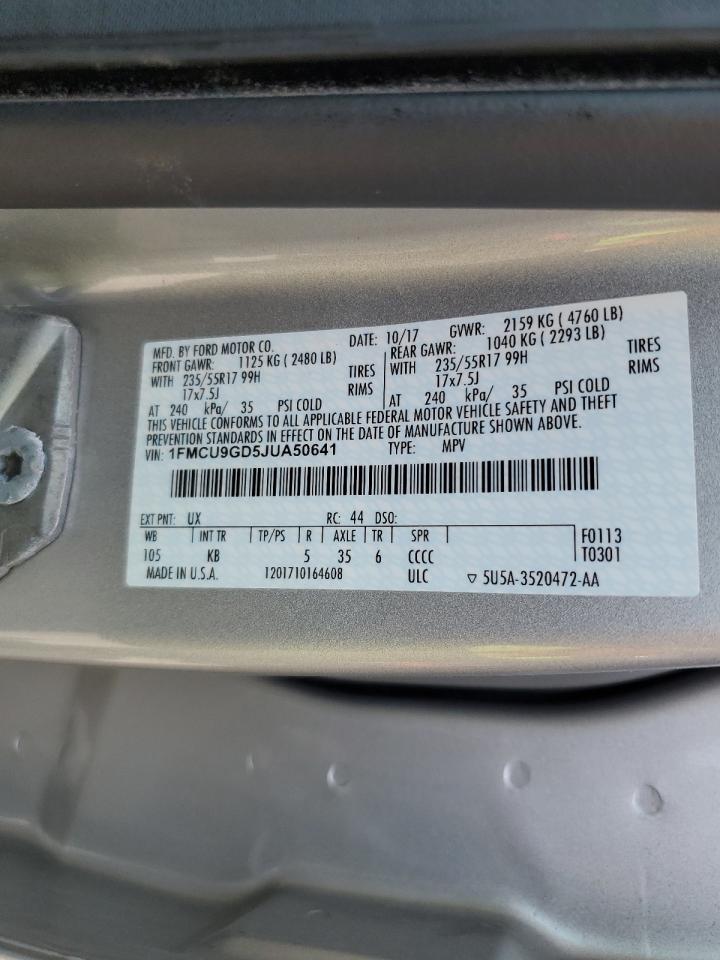 MFD. BY FORD MOTOR CO. DATE: 10/17 GVWR: 2159 KG ( 4760 LB)
FRONT GAWR: 1125 KG ( 2480 LB) REAR GAWR: 1040 KG ( 2293 LB)
WITH 235/55R17 99H TIRES WITH 235/55R17 99H TIRES
17x7.5J RIMS 17x7.5J RIMS
AT 240 kPa/ 35 PSI COLD AT 240 kPa/ 35 PSI COLD
THIS VEHICLE CONFORMS TO ALL APPLICABLE FEDERAL MOTOR VEHICLE SAFETY AND THEFT
PREVENTION STANDARDS IN EFFECT ON THE DATE OF MANUFACTURE SHOWN ABOVE.
VIN: 1FMCU9GD5JUA50641 TYPE: MPV
EXT PNT: UX RC: 44 DSO:
WB INT TR TP/PS R AXLE TR SPR F0113
105 KB 5 35 6 CCCC T0301
MADE IN U.S.A. 1201710164608 ULC ▽ 5U5A-3520472-AA